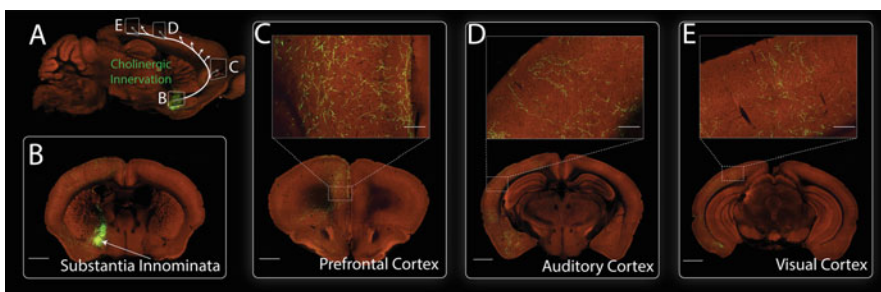 A
E
D
Cholinergic
Innervation
C
B
B
Substantia Innominata
C
Prefrontal Cortex
D
Auditory Cortex
E
Visual Cortex